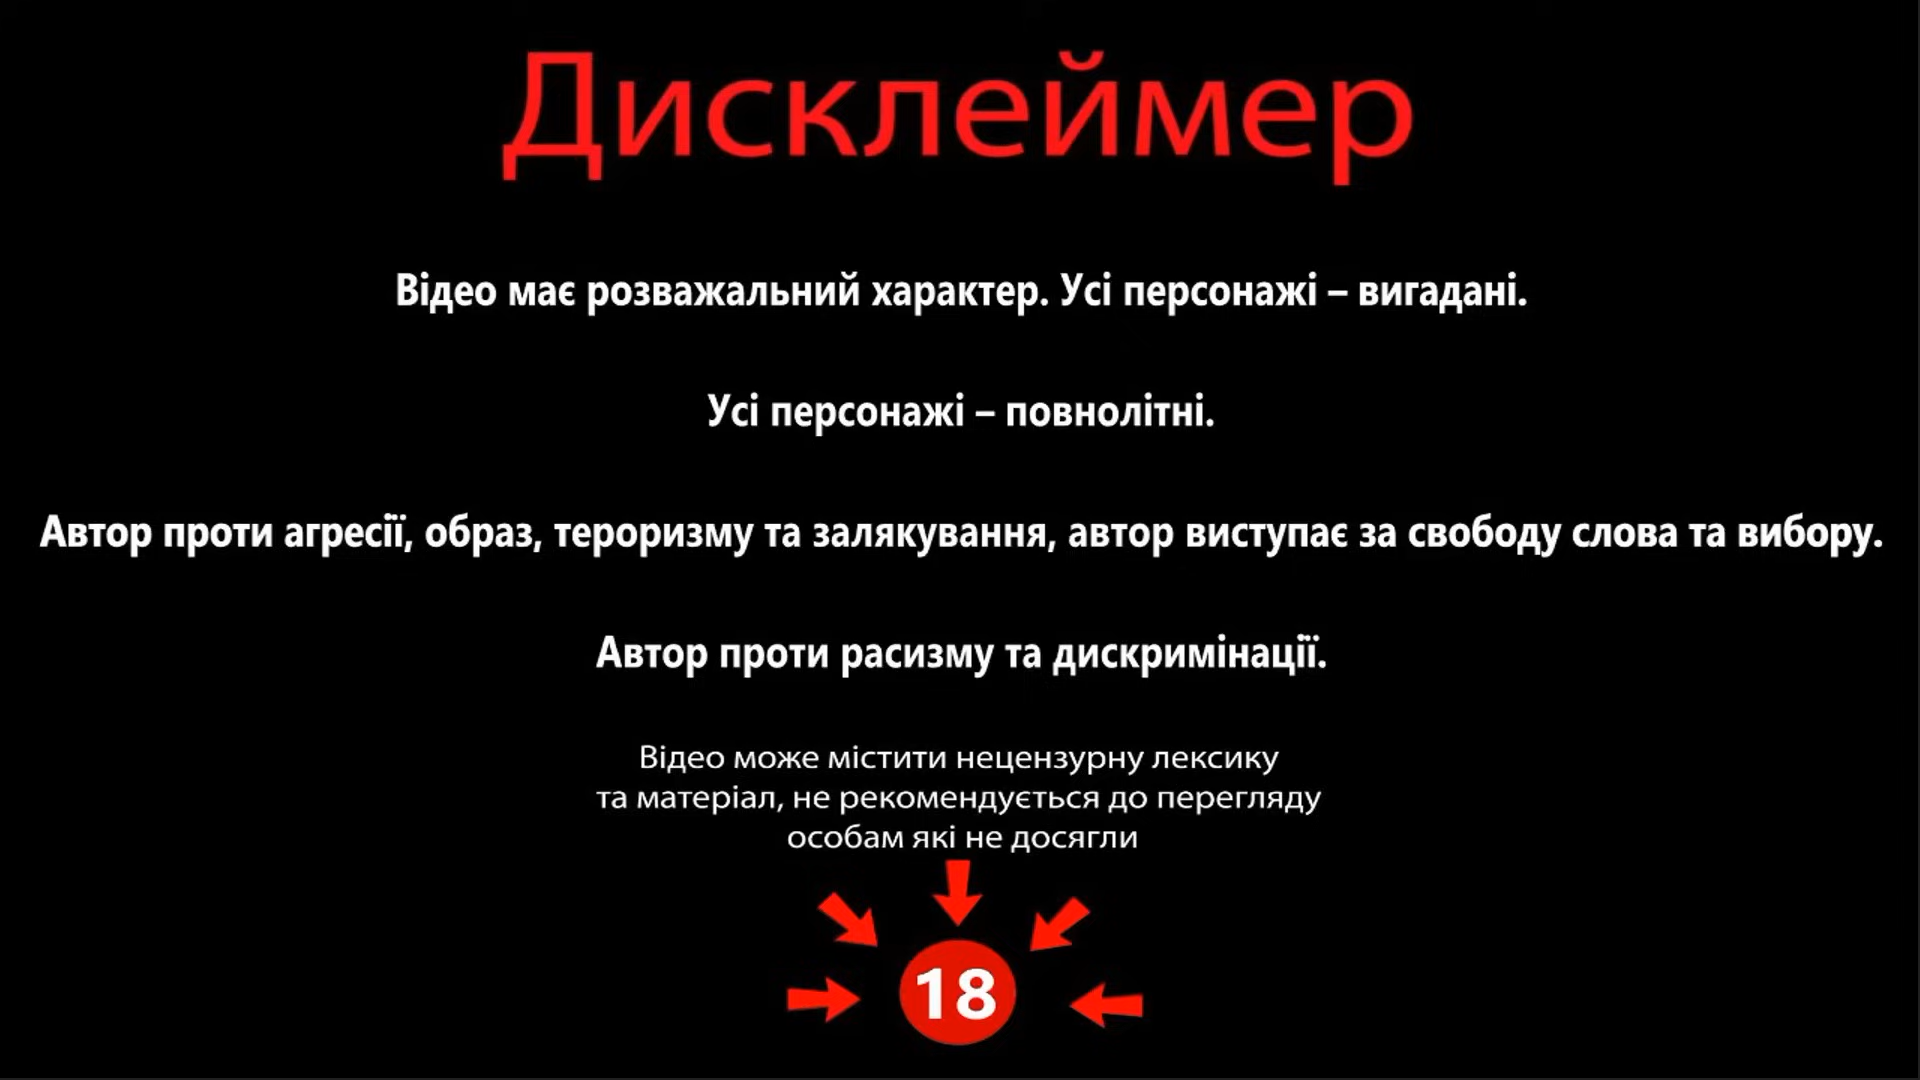 Дисклеймер
Відео має розважальний характер. Усі персонажі – вигадані.
Усі персонажі – повнолітні.
Автор проти агресії, образ, тероризму та залякування, автор виступає за свободу слова та вибору.
Автор проти расизму та дискримінації.
Відео може містити нецензурну лексику
та матеріал, не рекомендується до перегляду
особам які не досягли
18